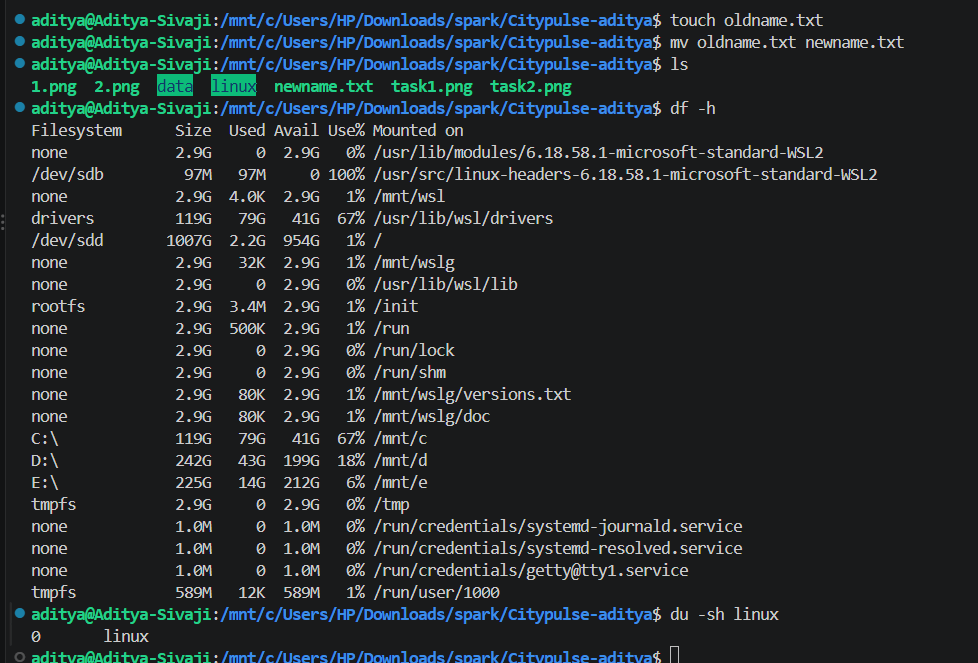 aditya@Aditya-Sivaji:/mnt/c/Users/HP/Downloads/spark/Citypulse-aditya$ touch oldname.txt
aditya@Aditya-Sivaji:/mnt/c/Users/HP/Downloads/spark/Citypulse-aditya$ mv oldname.txt newname.txt
aditya@Aditya-Sivaji:/mnt/c/Users/HP/Downloads/spark/Citypulse-aditya$ ls
1.png  2.png  data  linux  newname.txt  task1.png  task2.png
aditya@Aditya-Sivaji:/mnt/c/Users/HP/Downloads/spark/Citypulse-aditya$ df -h
Filesystem      Size  Used Avail Use% Mounted on
none            2.9G     0  2.9G   0% /usr/lib/modules/6.18.58.1-microsoft-standard-WSL2
/dev/sdb         97M   97M     0 100% /usr/src/linux-headers-6.18.58.1-microsoft-standard-WSL2
none            2.9G  4.0K  2.9G   1% /mnt/wsl
drivers         119G   79G   41G  67% /usr/lib/wsl/drivers
/dev/sdd       1007G  2.2G  954G   1% /
none            2.9G   32K  2.9G   1% /mnt/wslg
none            2.9G     0  2.9G   0% /usr/lib/wsl/lib
rootfs          2.9G  3.4M  2.9G   1% /init
none            2.9G  500K  2.9G   1% /run
none            2.9G     0  2.9G   0% /run/lock
none            2.9G     0  2.9G   0% /run/shm
none            2.9G   80K  2.9G   1% /mnt/wslg/versions.txt
none            2.9G   80K  2.9G   1% /mnt/wslg/doc
C:\             119G   79G   41G  67% /mnt/c
D:\             242G   43G  199G  18% /mnt/d
E:\             225G   14G  212G   6% /mnt/e
tmpfs           2.9G     0  2.9G   0% /tmp
none            1.0M     0  1.0M   0% /run/credentials/systemd-journald.service
none            1.0M     0  1.0M   0% /run/credentials/systemd-resolved.service
none            1.0M     0  1.0M   0% /run/credentials/getty@tty1.service
tmpfs           589M   12K  589M   1% /run/user/1000
aditya@Aditya-Sivaji:/mnt/c/Users/HP/Downloads/spark/Citypulse-aditya$ du -sh linux
0       linux
aditya@Aditya-Sivaji:/mnt/c/Users/HP/Downloads/spark/Citypulse-aditya$